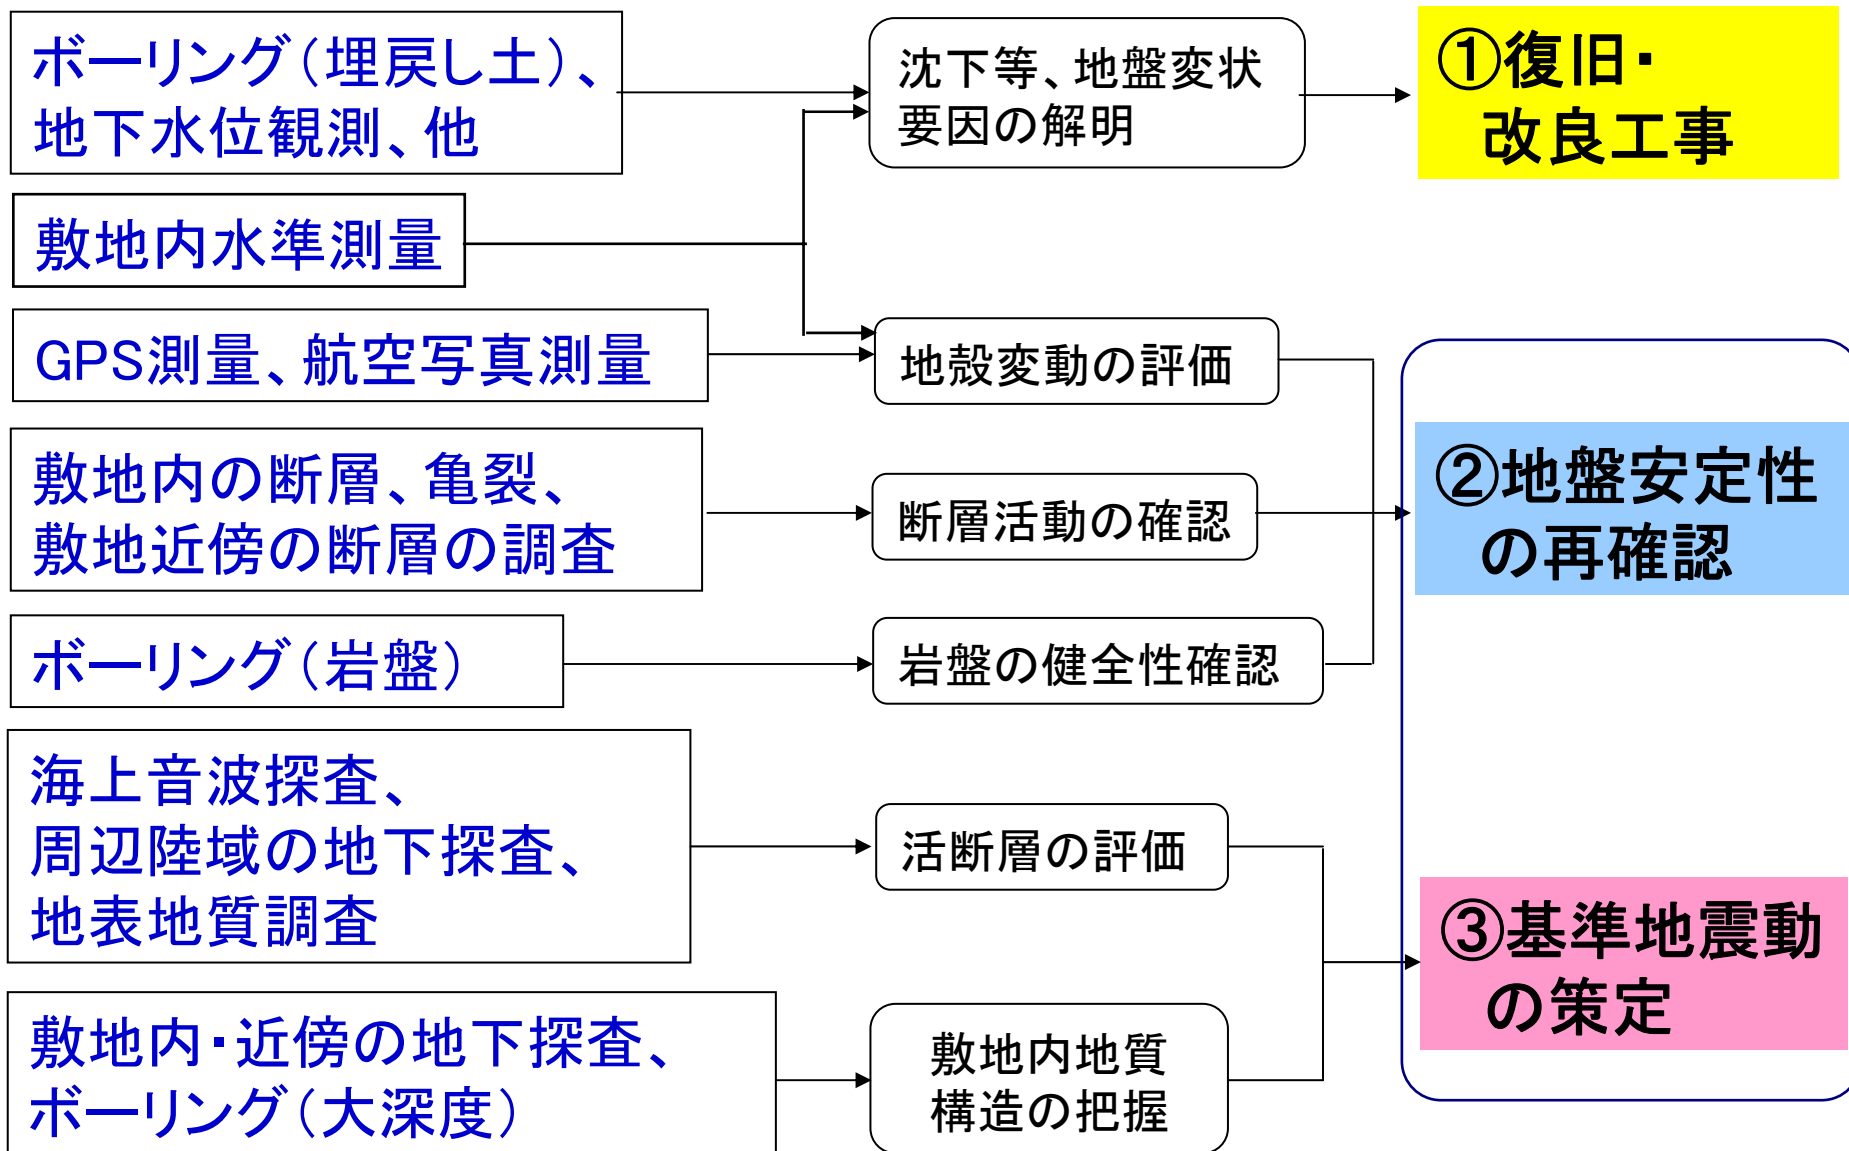 ボーリング（埋戻し土）、
地下水位観測、他
沈下等、地盤変状
要因の解明
①復旧・
改良工事
敷地内水準測量
GPS測量、航空写真測量
地殻変動の評価
敷地内の断層、亀裂、
敷地近傍の断層の調査
断層活動の確認
②地盤安定性
の再確認
ボーリング（岩盤）
岩盤の健全性確認
海上音波探査、
周辺陸域の地下探査、
地表地質調査
活断層の評価
③基準地震動
の策定
敷地内・近傍の地下探査、
ボーリング（大深度）
敷地内地質
構造の把握